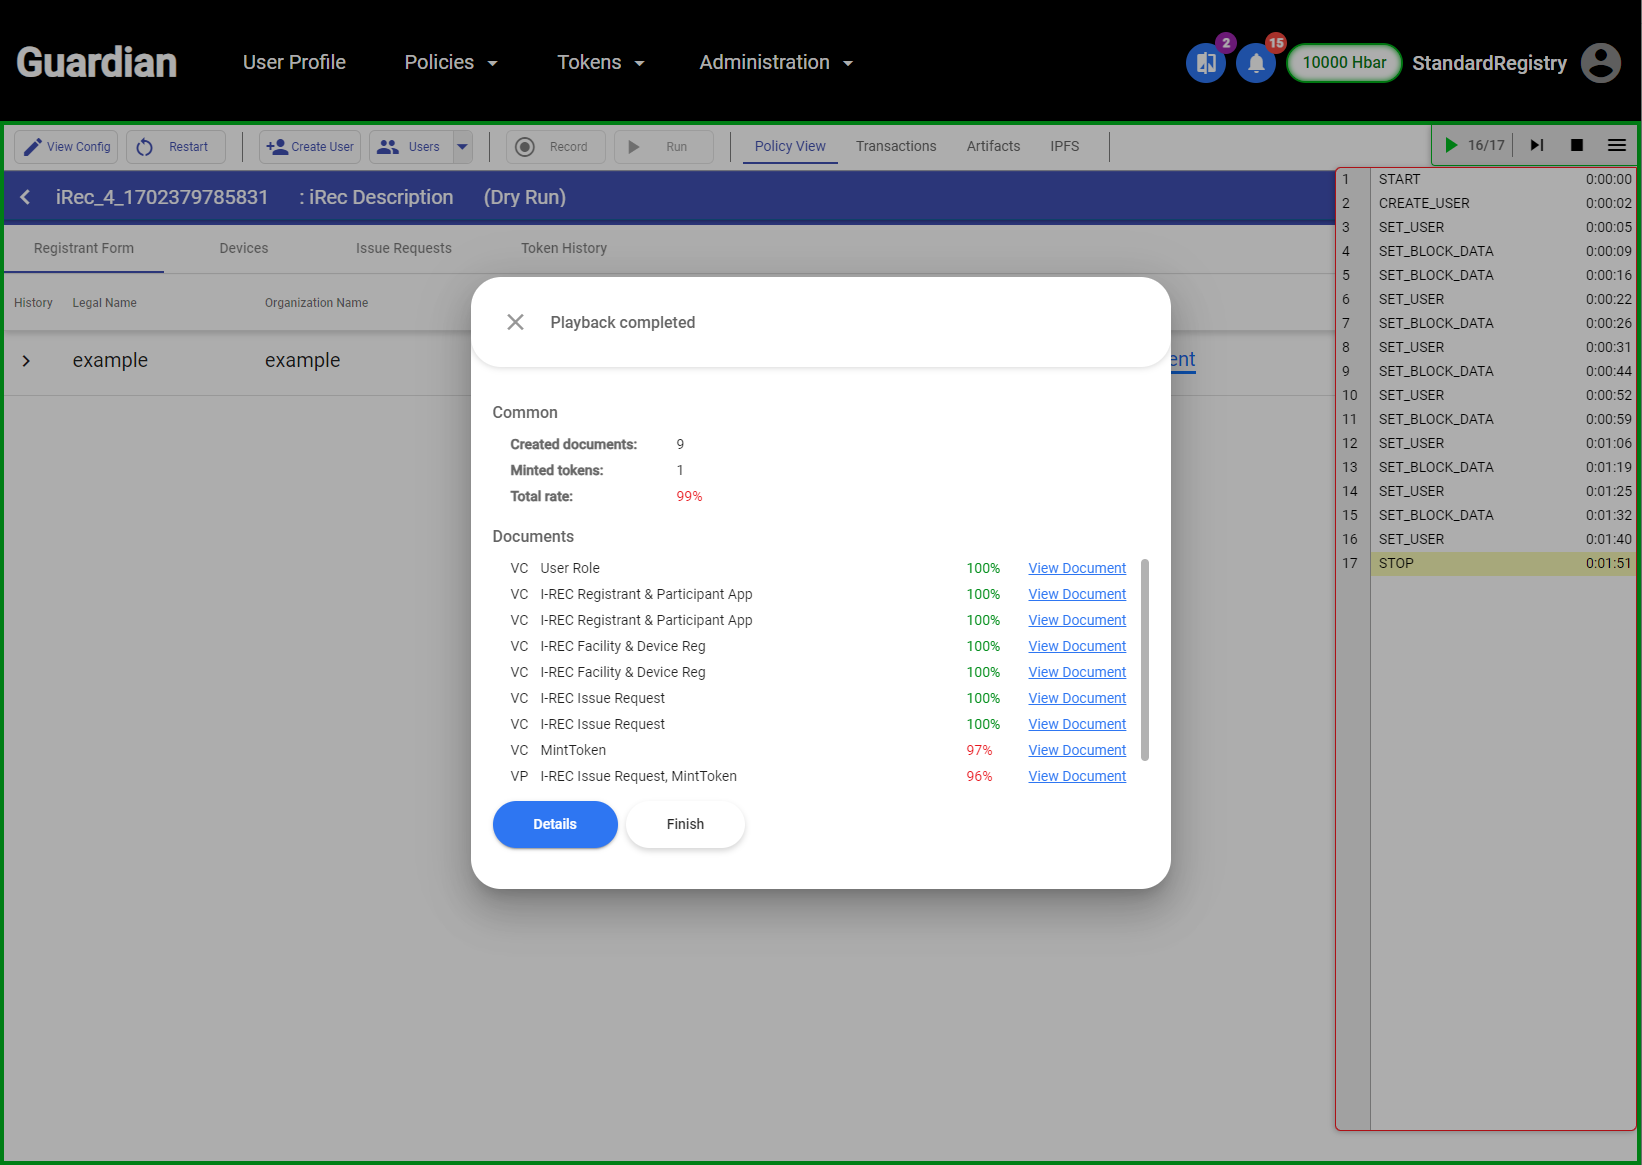 Guardian
User Profile
Policies
Tokens
Administration
2
15
10000 Hbar
StandardRegistry
View Config
Restart
Create User
Users
Record
Run
Policy View
Transactions
Artifacts
IPFS
16/17
iRec_4_1702379785831 : iRec Description (Dry Run)
Registrant Form
Devices
Issue Requests
Token History
History
Legal Name
Organization Name
example
example
ent
Playback completed
Common
Created documents: 9
Minted tokens: 1
Total rate: 99%
Documents
VC User Role 100% View Document
VC I-REC Registrant & Participant App 100% View Document
VC I-REC Registrant & Participant App 100% View Document
VC I-REC Facility & Device Reg 100% View Document
VC I-REC Facility & Device Reg 100% View Document
VC I-REC Issue Request 100% View Document
VC I-REC Issue Request 100% View Document
VC MintToken 97% View Document
VP I-REC Issue Request, MintToken 96% View Document
Details
Finish
1 START 0:00:00
2 CREATE_USER 0:00:02
3 SET_USER 0:00:05
4 SET_BLOCK_DATA 0:00:09
5 SET_BLOCK_DATA 0:00:16
6 SET_USER 0:00:22
7 SET_BLOCK_DATA 0:00:26
8 SET_USER 0:00:31
9 SET_BLOCK_DATA 0:00:44
10 SET_USER 0:00:52
11 SET_BLOCK_DATA 0:00:59
12 SET_USER 0:01:06
13 SET_BLOCK_DATA 0:01:19
14 SET_USER 0:01:25
15 SET_BLOCK_DATA 0:01:32
16 SET_USER 0:01:40
17 STOP 0:01:51